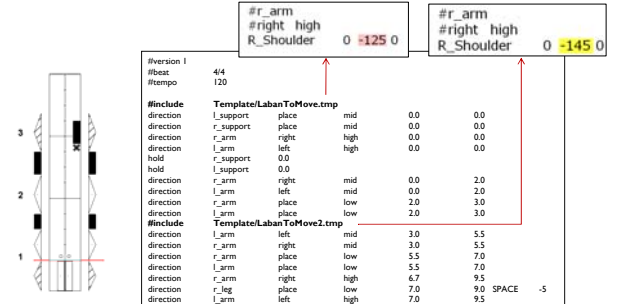 #r_arm
#right high
R_Shoulder 0 -125 0
#r_arm
#right high
R_Shoulder 0 -145 0
#version 1
#beat 4/4
#tempo 120
#include Template/LabanToMove.tmp
direction l_support place mid 0.0 0.0
direction r_support place mid 0.0 0.0
direction r_arm right high 0.0 0.0
direction l_arm left high 0.0 0.0
hold r_support 0.0
hold l_support 0.0
direction r_arm right mid 0.0 2.0
direction l_arm left mid 0.0 2.0
direction r_arm place low 2.0 3.0
direction l_arm place low 2.0 3.0
#include Template/LabanToMove2.tmp
direction l_arm left mid 3.0 5.5
direction r_arm right mid 3.0 5.5
direction r_arm place low 5.5 7.0
direction l_arm place low 5.5 7.0
direction r_arm right high 6.7 9.5
direction r_leg place low 7.0 9.0 SPACE -5
direction l_arm left high 7.0 9.5
3
2
1